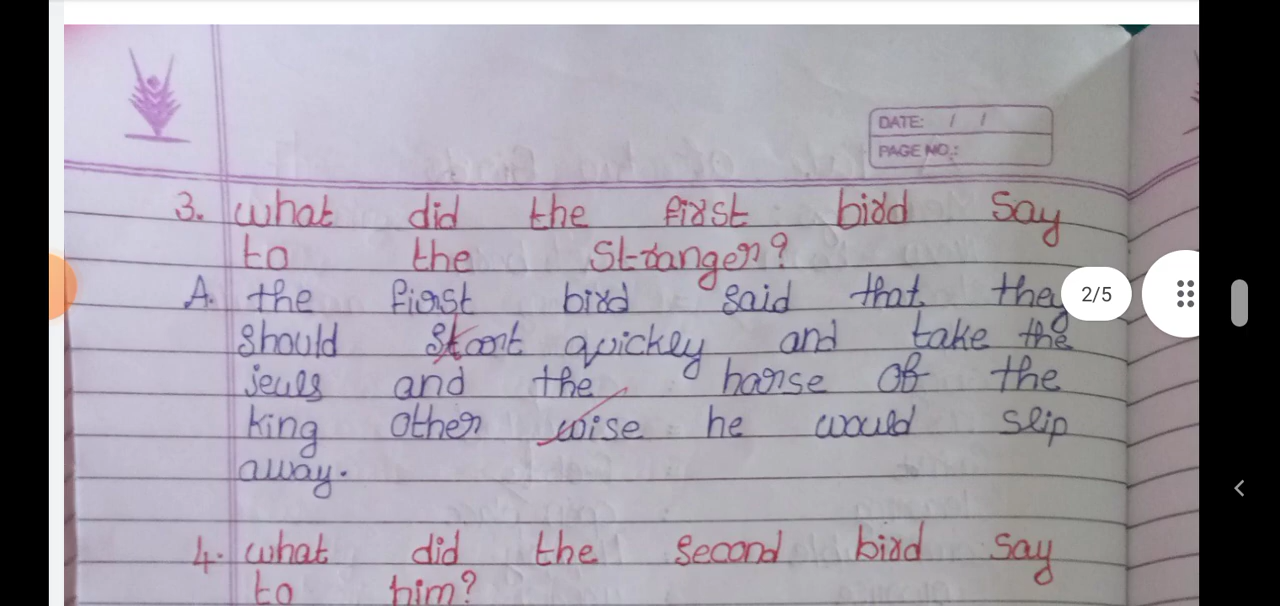 DATE: / /
PAGE NO.:
3. what did the first bird say
to the Stranger?
A. the first bird said that they
should Start quickley and take the
jeuls and the harse of the
king other wise he would slip
away.
2/5
4. what did the second bird say
to him?